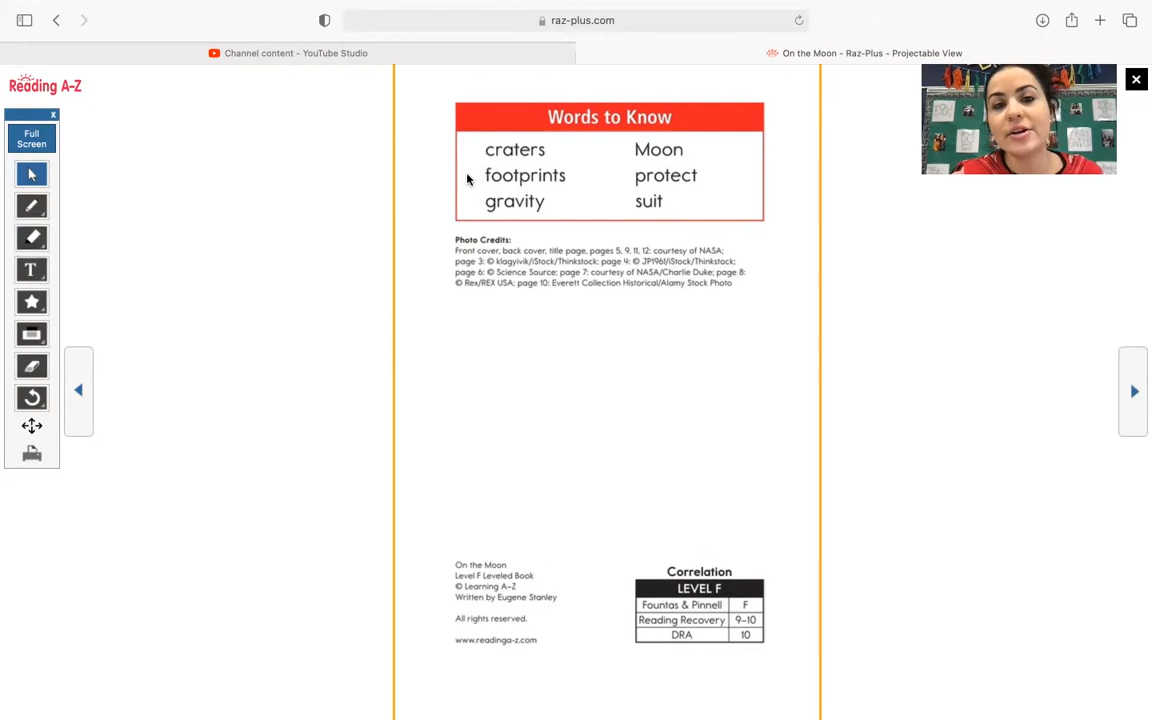 raz-plus.com
Channel content - YouTube Studio
On the Moon - Raz-Plus - Projectable View
Reading A-Z
x
Full
Screen
T
Words to Know
craters Moon
footprints protect
gravity suit
Photo Credits:
Front cover, back cover, title page, pages 5, 9, 11, 12: courtesy of NASA;
page 3: © klagyivik/iStock/Thinkstock; page 4: © JP1961/iStock/Thinkstock;
page 6: © Science Source; page 7: courtesy of NASA/Charlie Duke; page 8:
© Rex/REX USA; page 10: Everett Collection Historical/Alamy Stock Photo
On the Moon
Level F Leveled Book
© Learning A–Z
Written by Eugene Stanley
All rights reserved.
www.readinga-z.com
Correlation
LEVEL F
Fountas & Pinnell F
Reading Recovery 9–10
DRA 10